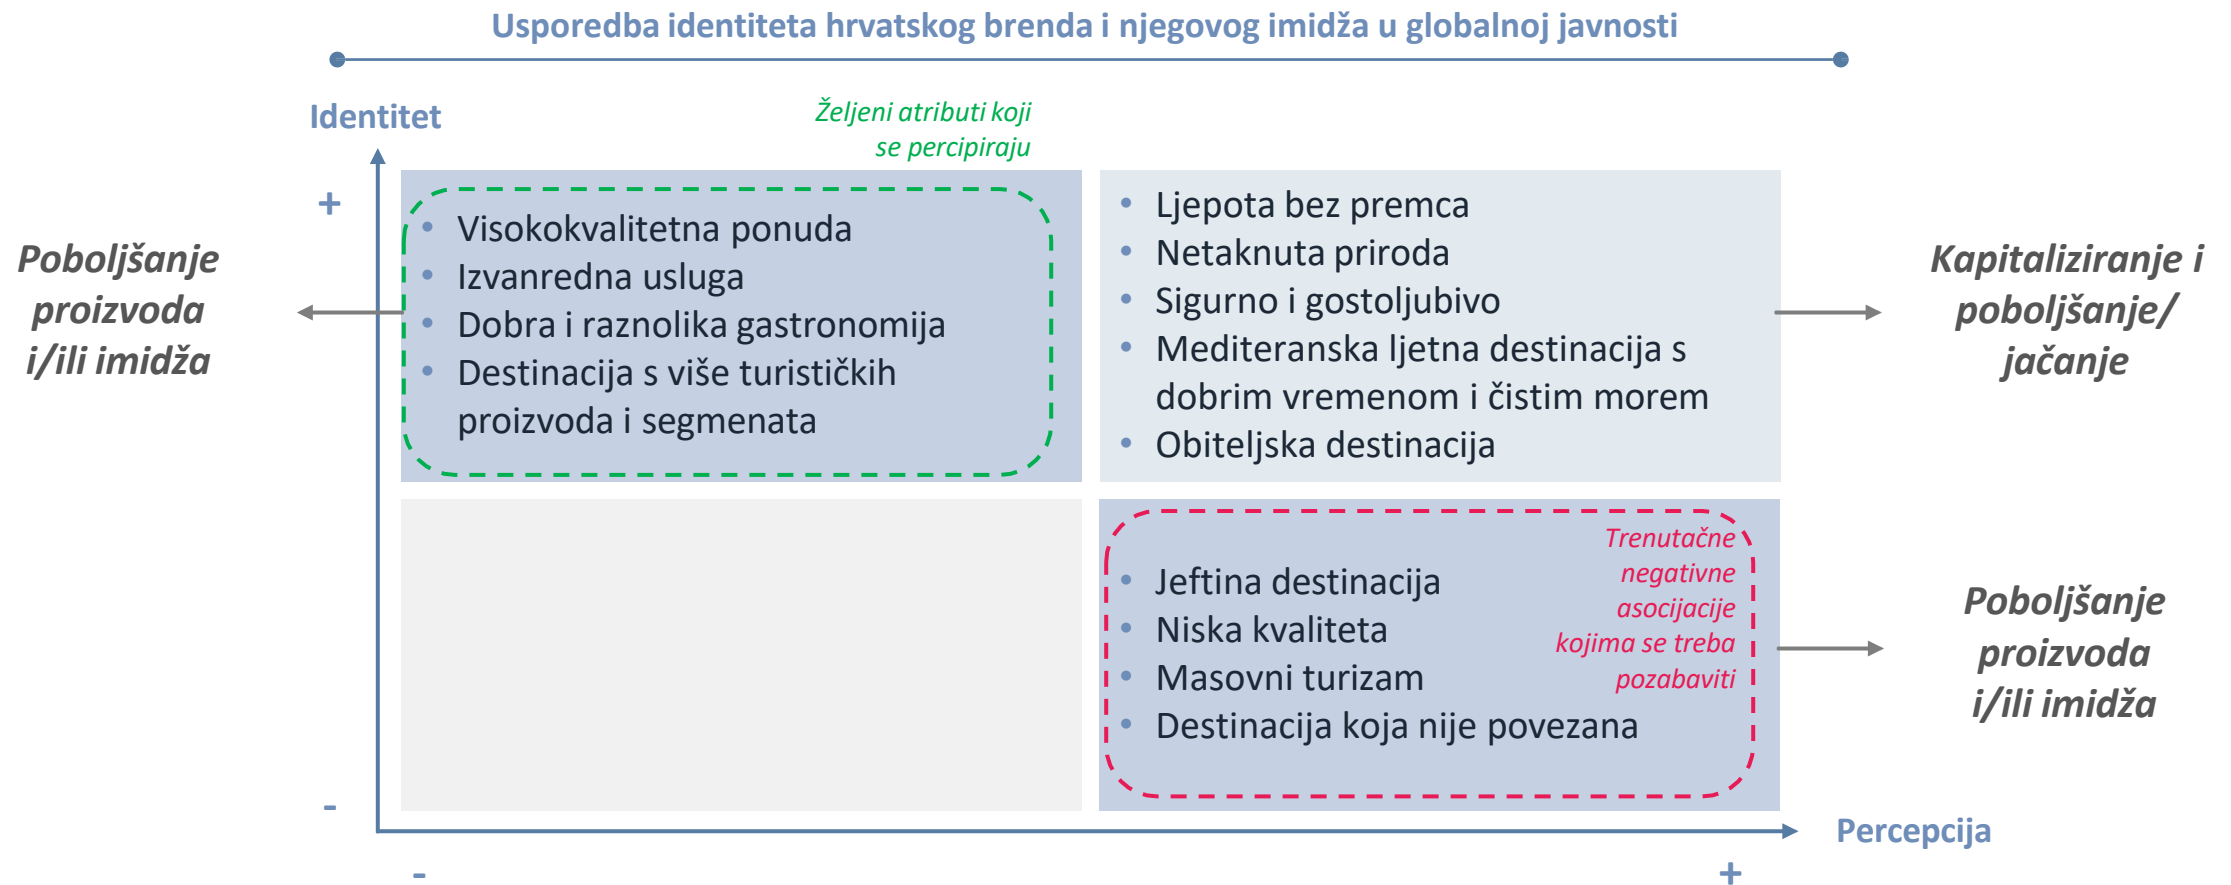 Usporedba identiteta hrvatskog brenda i njegovog imidža u globalnoj javnosti
Identitet
Željeni atributi koji
se percipiraju
+
Poboljšanje
proizvoda
i/ili imidža
• Visokokvalitetna ponuda
• Izvanredna usluga
• Dobra i raznolika gastronomija
• Destinacija s više turističkih
proizvoda i segmenata
• Ljepota bez premca
• Netaknuta priroda
• Sigurno i gostoljubivo
• Mediteranska ljetna destinacija s
dobrim vremenom i čistim morem
• Obiteljska destinacija
Kapitaliziranje i
poboljšanje/
jačanje
Trenutačne
negativne
asocijacije
kojima se treba
pozabaviti
• Jeftina destinacija
• Niska kvaliteta
• Masovni turizam
• Destinacija koja nije povezana
Poboljšanje
proizvoda
i/ili imidža
-
Percepcija
-
+